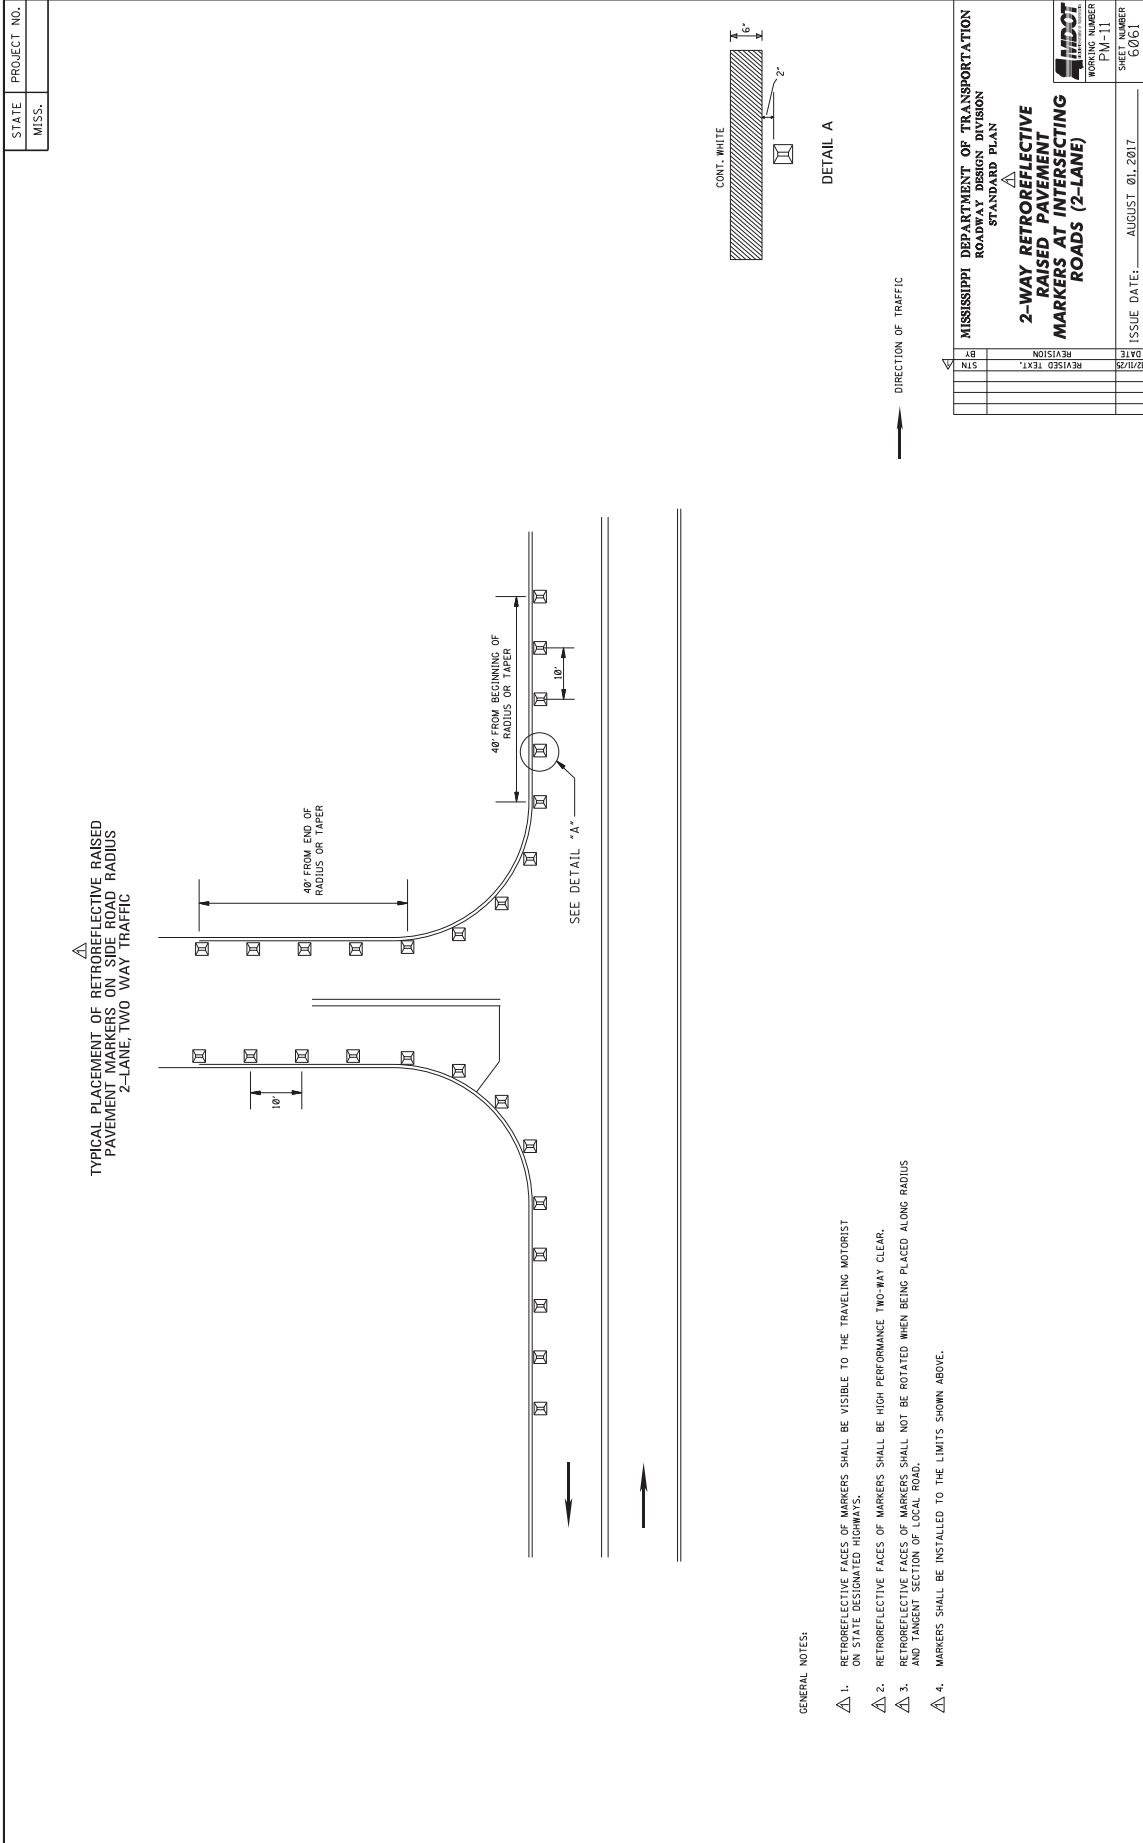 STATE
PROJECT NO.
MISS.
TYPICAL PLACEMENT OF RETROREFLECTIVE RAISED
PAVEMENT MARKERS ON SIDE ROAD RADIUS
2-LANE, TWO WAY TRAFFIC
10'
40' FROM END OF
RADIUS OR TAPER
40' FROM BEGINNING OF
RADIUS OR TAPER
10'
SEE DETAIL "A"
CONT. WHITE
6"
2"
DETAIL A
DIRECTION OF TRAFFIC
GENERAL NOTES:
1. RETROREFLECTIVE FACES OF MARKERS SHALL BE VISIBLE TO THE TRAVELING MOTORIST
ON STATE DESIGNATED HIGHWAYS.
2. RETROREFLECTIVE FACES OF MARKERS SHALL BE HIGH PERFORMANCE TWO-WAY CLEAR.
3. RETROREFLECTIVE FACES OF MARKERS SHALL NOT BE ROTATED WHEN BEING PLACED ALONG RADIUS
AND TANGENT SECTION OF LOCAL ROAD.
4. MARKERS SHALL BE INSTALLED TO THE LIMITS SHOWN ABOVE.
MISSISSIPPI DEPARTMENT OF TRANSPORTATION
ROADWAY DESIGN DIVISION
STANDARD PLAN
2-WAY RETROREFLECTIVE
RAISED PAVEMENT
MARKERS AT INTERSECTING
ROADS (2-LANE)
MDOT
WORKING NUMBER
PM-11
SHEET NUMBER
6061
ISSUE DATE: AUGUST 01, 2017
BY
REVISION
DATE
STN
REVISED TEXT.